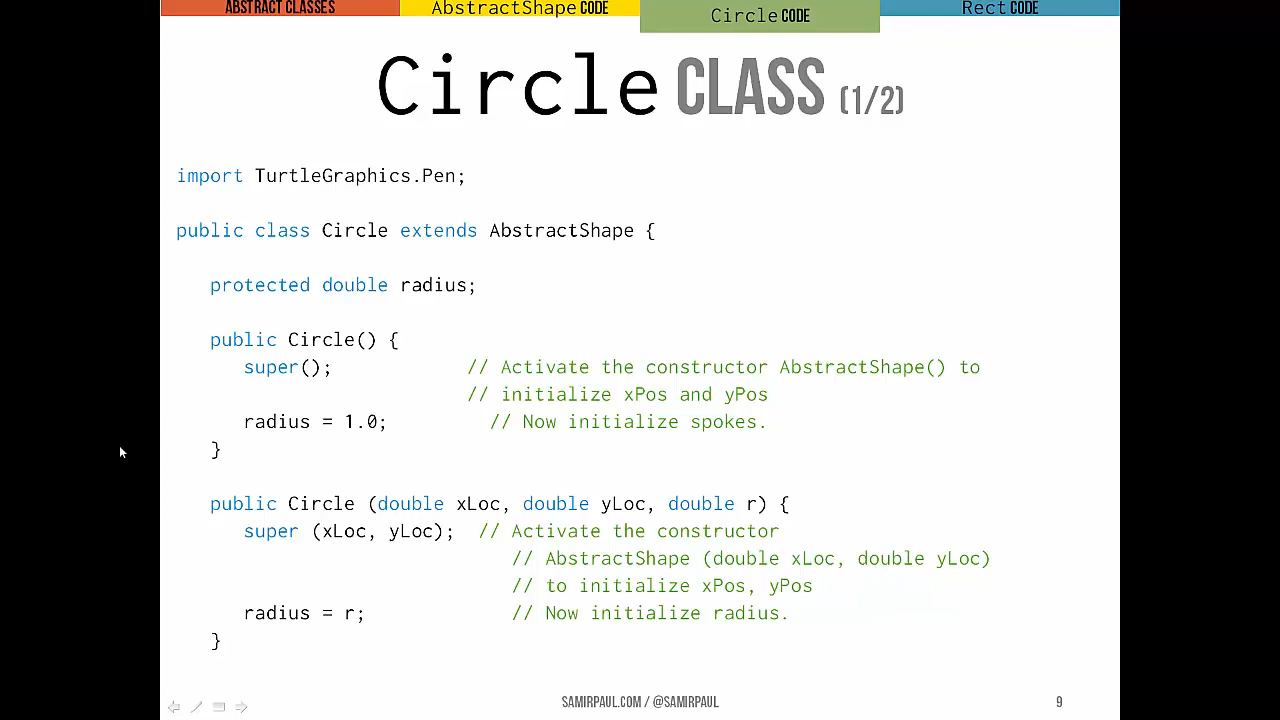 ABSTRACT CLASSES AbstractShape CODE Circle CODE Rect CODE
Circle CLASS (1/2)
import TurtleGraphics.Pen;
public class Circle extends AbstractShape {
protected double radius;
public Circle() {
super(); // Activate the constructor AbstractShape() to
// initialize xPos and yPos
radius = 1.0; // Now initialize spokes.
}
public Circle (double xLoc, double yLoc, double r) {
super (xLoc, yLoc); // Activate the constructor
// AbstractShape (double xLoc, double yLoc)
// to initialize xPos, yPos
radius = r; // Now initialize radius.
}
SAMIRPAUL.COM / @SAMIRPAUL 9